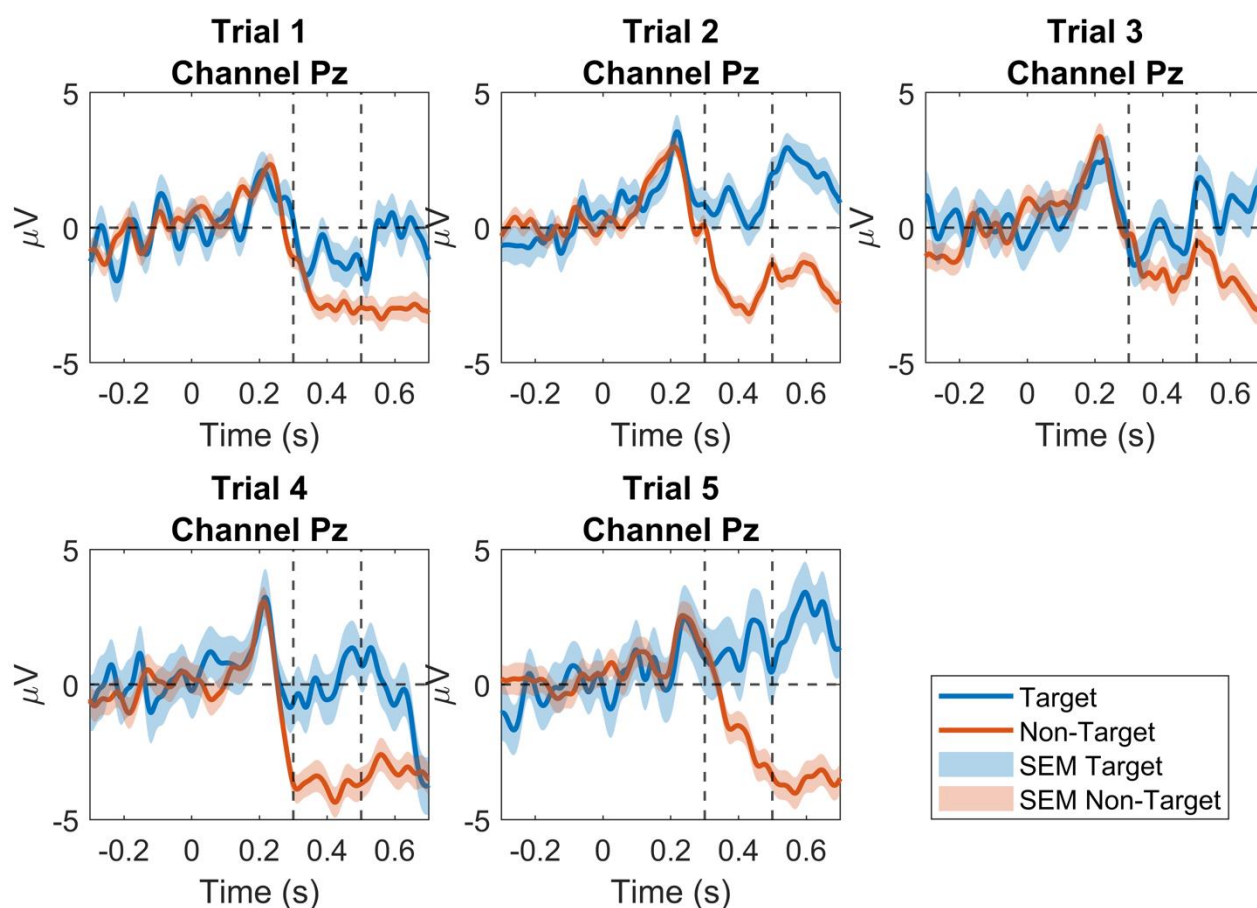 Trial 1
Channel Pz
5
0
-5
μV
-0.2 0 0.2 0.4 0.6
Time (s)
Trial 2
Channel Pz
5
0
-5
μV
-0.2 0 0.2 0.4 0.6
Time (s)
Trial 3
Channel Pz
5
0
-5
μV
-0.2 0 0.2 0.4 0.6
Time (s)
Trial 4
Channel Pz
5
0
-5
μV
-0.2 0 0.2 0.4 0.6
Time (s)
Trial 5
Channel Pz
5
0
-5
μV
-0.2 0 0.2 0.4 0.6
Time (s)
Target
Non-Target
SEM Target
SEM Non-Target